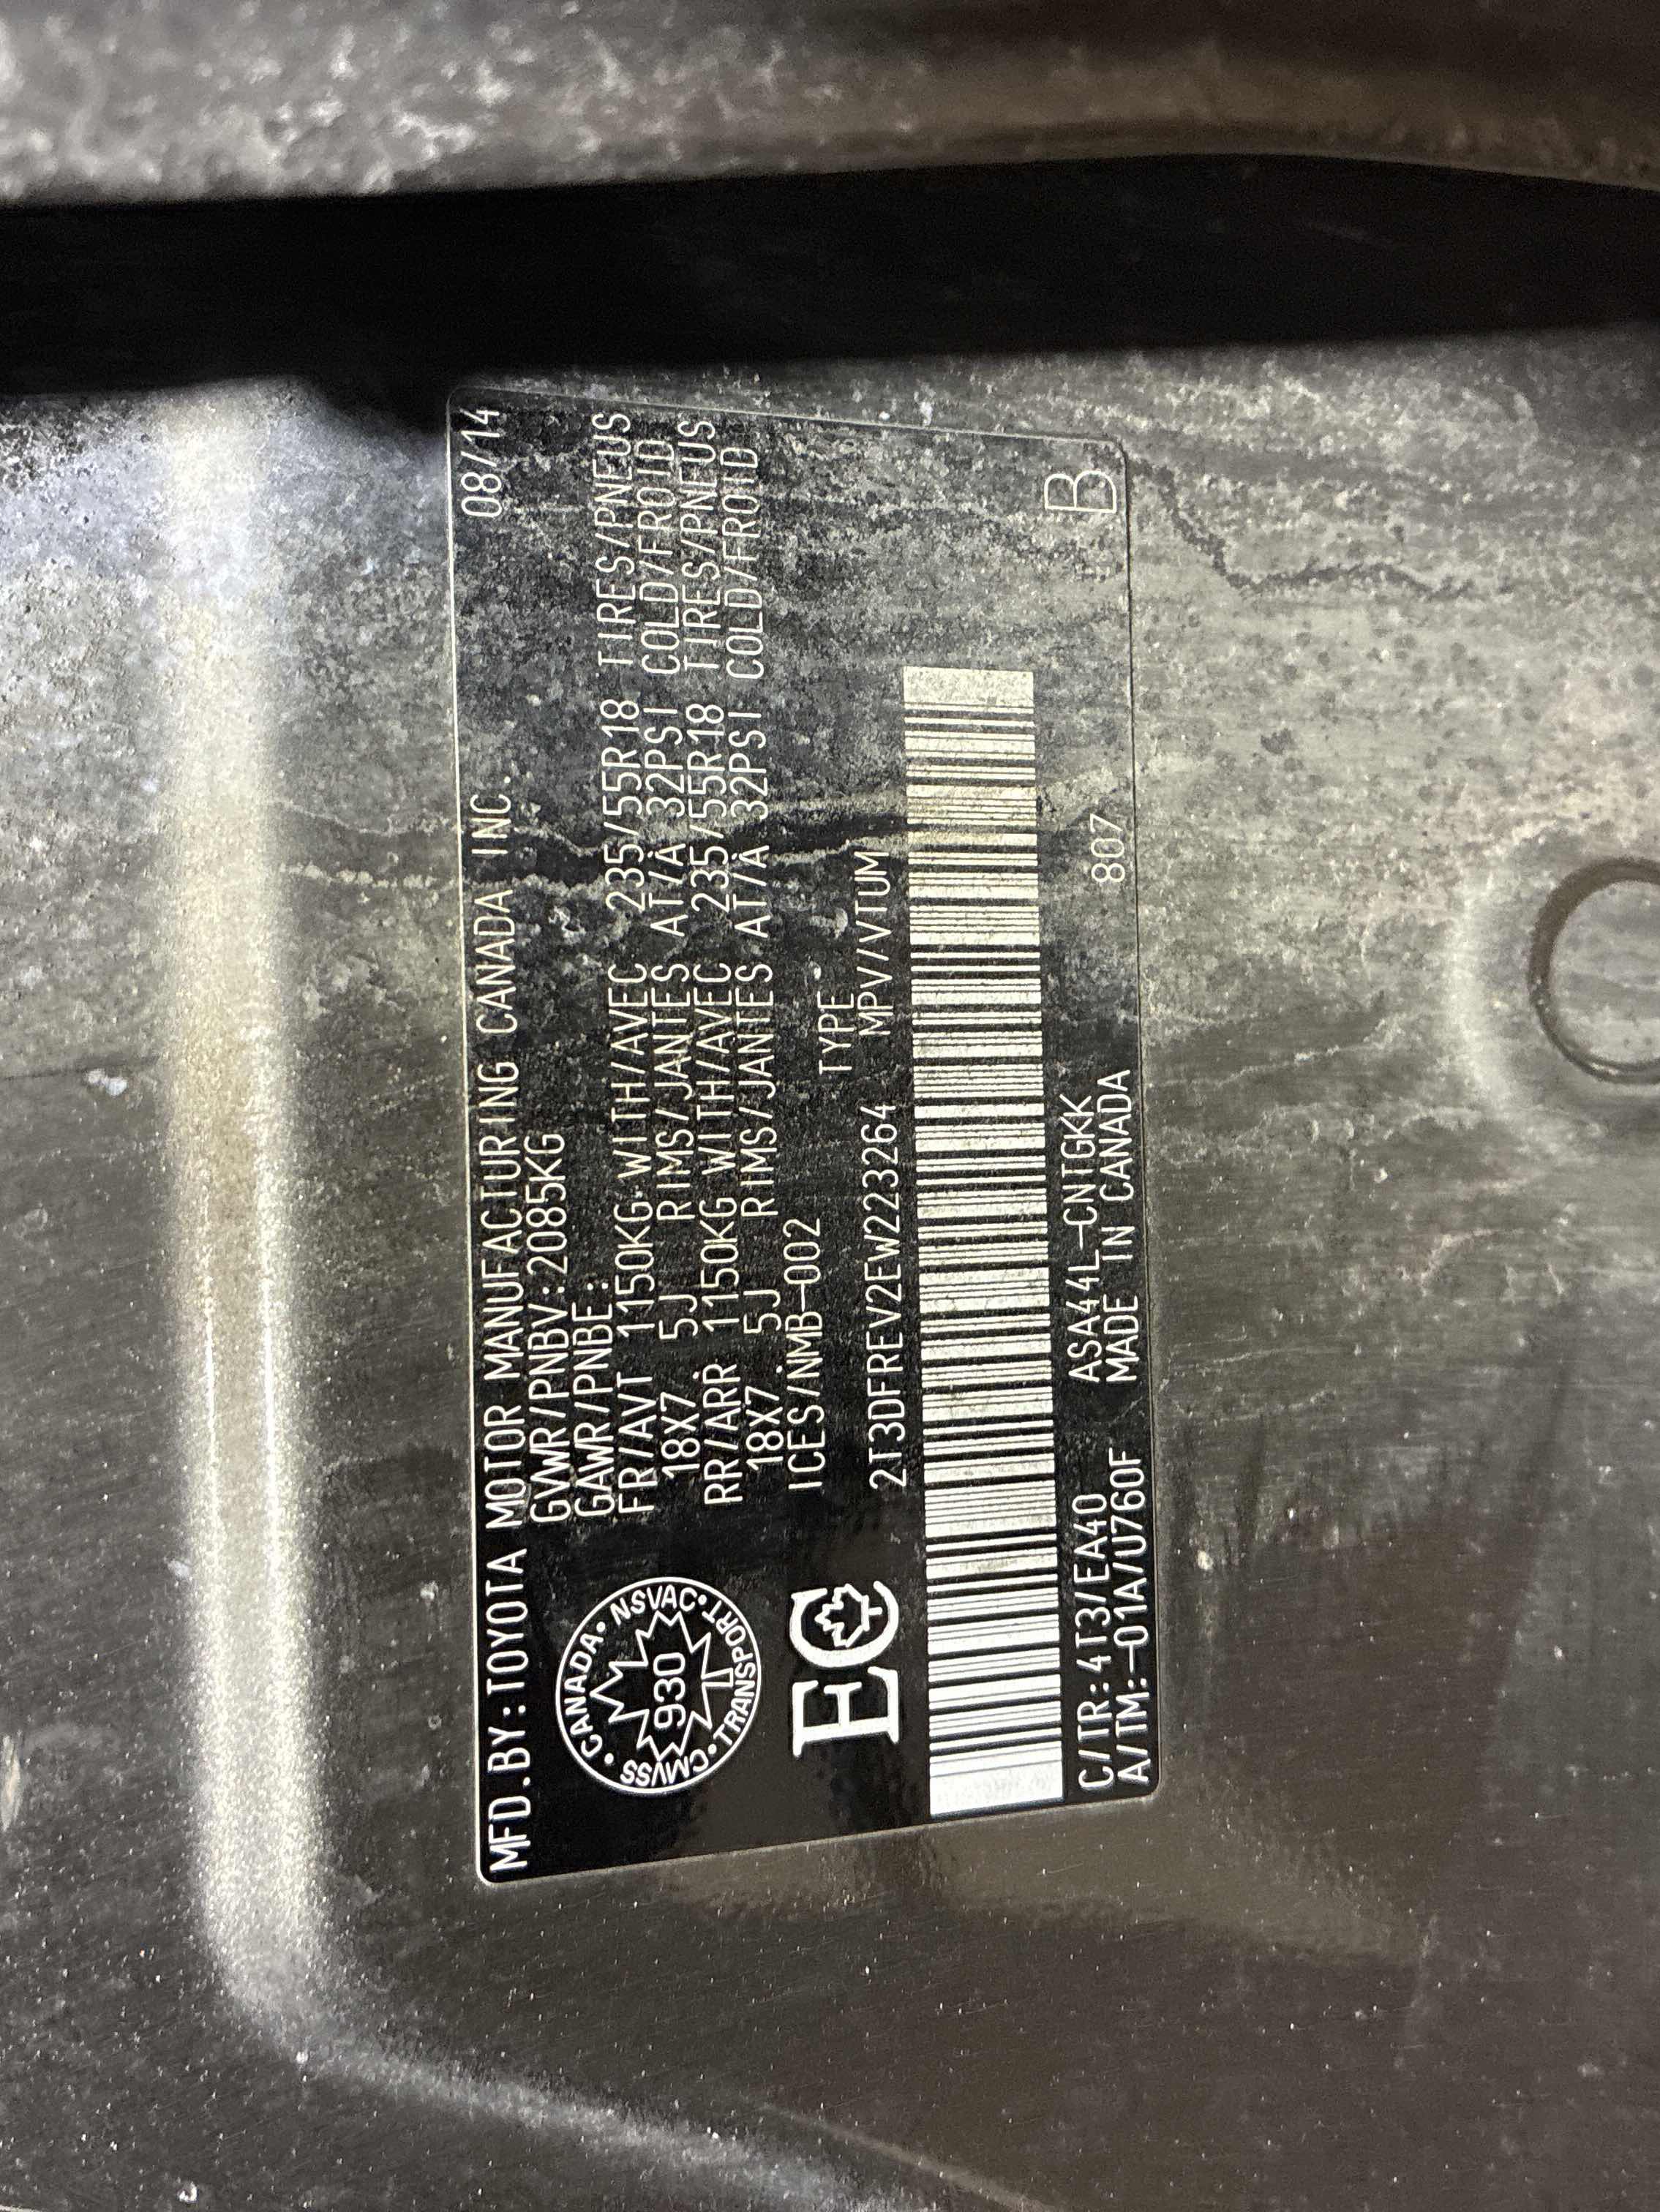 MFD.BY:TOYOTA MOTOR MANUFACTURING CANADA INC. 08/14
GVWR/PNBV:2085KG
GAWR/PNBE:
FR/AVT 1150KG WITH/AVEC 235/55R18 TIRES/PNEUS
18X7.5J RIMS/JANTES AT/À 32PSI COLD/FROID
RR/ARR 1150KG WITH/AVEC 235/55R18 TIRES/PNEUS
18X7.5J RIMS/JANTES AT/À 32PSI COLD/FROID
ICES/NMB-002
CANADA • NSVAC • TRANSPORT • CMVSS •
930
T
EC
TYPE
2T3DFREV2EW223264 MPV/VTUM
C/TR:4T3/EA40 ASA44L-CNTGKK
A/TM:-01A/U760F MADE IN CANADA 807 B